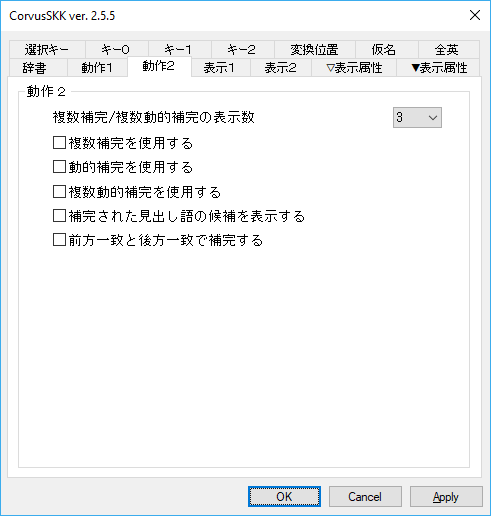 CorvusSKK ver. 2.5.5
選択キー キー0 キー1 キー2 変換位置 仮名 全英
辞書 動作1 動作2 表示1 表示2 ▽表示属性 ▼表示属性
動作２
複数補完/複数動的補完の表示数 3
複数補完を使用する
動的補完を使用する
複数動的補完を使用する
補完された見出し語の候補を表示する
前方一致と後方一致で補完する
OK Cancel Apply